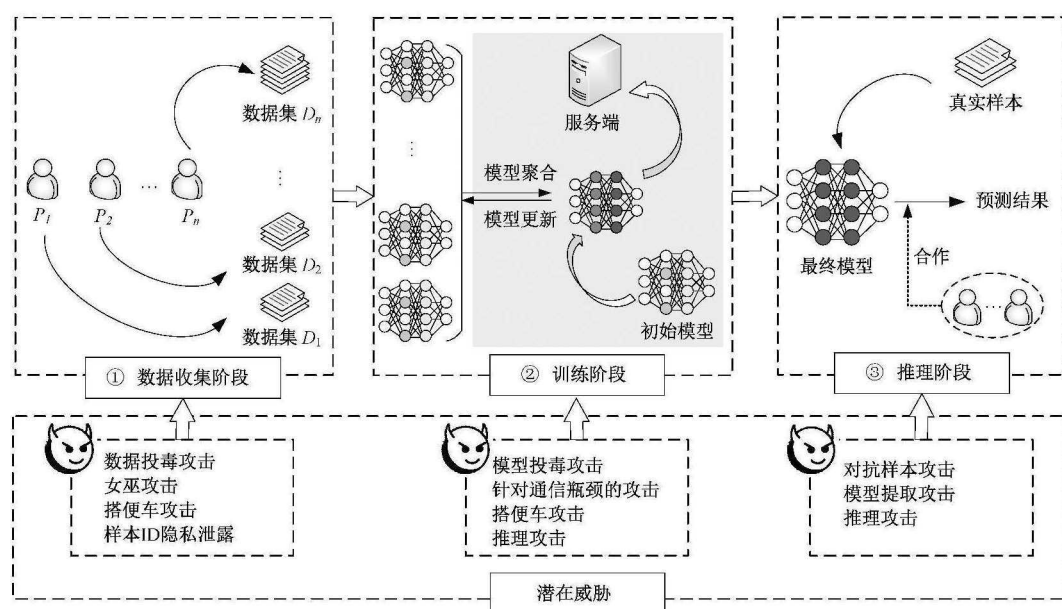 数据集 Dn
P1
P2
…
Pn
⋮
数据集 D2
数据集 D1
① 数据收集阶段
⋮
服务端
模型聚合
模型更新
初始模型
② 训练阶段
真实样本
预测结果
最终模型
合作
…
③ 推理阶段
数据投毒攻击
女巫攻击
搭便车攻击
样本ID隐私泄露
模型投毒攻击
针对通信瓶颈的攻击
搭便车攻击
推理攻击
对抗样本攻击
模型提取攻击
推理攻击
潜在威胁